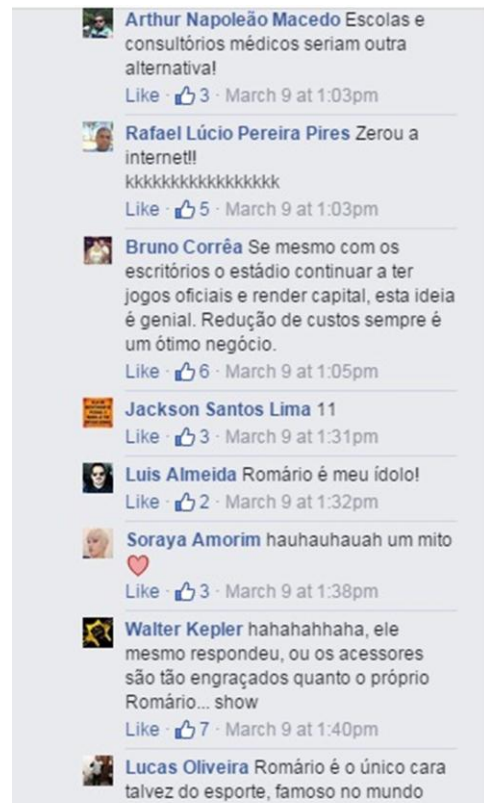 Arthur Napoleão Macedo Escolas e
consultórios médicos seriam outra
alternativa!
Like · 3 · March 9 at 1:03pm
Rafael Lúcio Pereira Pires Zerou a
internet!!
kkkkkkkkkkkkkkkkkk
Like · 5 · March 9 at 1:03pm
Bruno Corrêa Se mesmo com os
escritórios o estádio continuar a ter
jogos oficiais e render capital, esta ideia
é genial. Redução de custos sempre é
um ótimo negócio.
Like · 6 · March 9 at 1:05pm
Jackson Santos Lima 11
Like · 3 · March 9 at 1:31pm
Luis Almeida Romário é meu ídolo!
Like · 2 · March 9 at 1:32pm
Soraya Amorim hauhauhauah um mito
Like · 3 · March 9 at 1:38pm
Walter Kepler hahahahhaha, ele
mesmo respondeu, ou os acessores
são tão engraçados quanto o próprio
Romário... show
Like · 7 · March 9 at 1:40pm
Lucas Oliveira Romário é o único cara
talvez do esporte, famoso no mundo